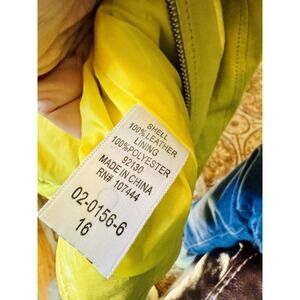 SHELL
100% LEATHER
LINING
100%POLYESTER
92130
MADE IN CHINA
RN# 107444
02-0156-6
16